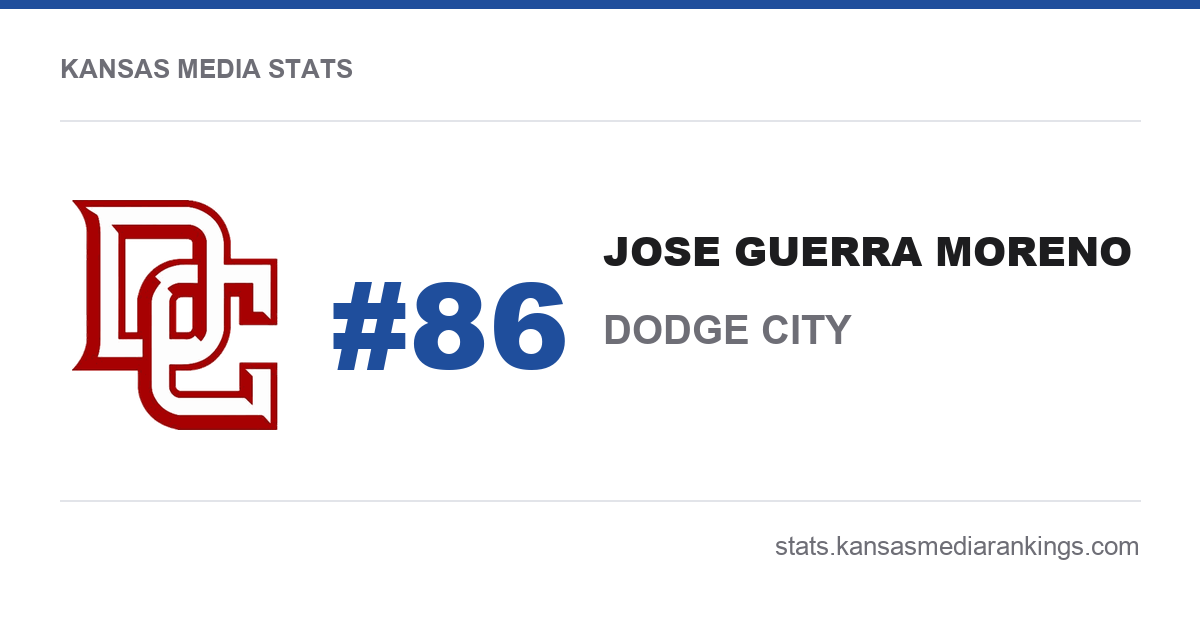 KANSAS MEDIA STATS
DC
#86
JOSE GUERRA MORENO
DODGE CITY
stats.kansasmediarankings.com